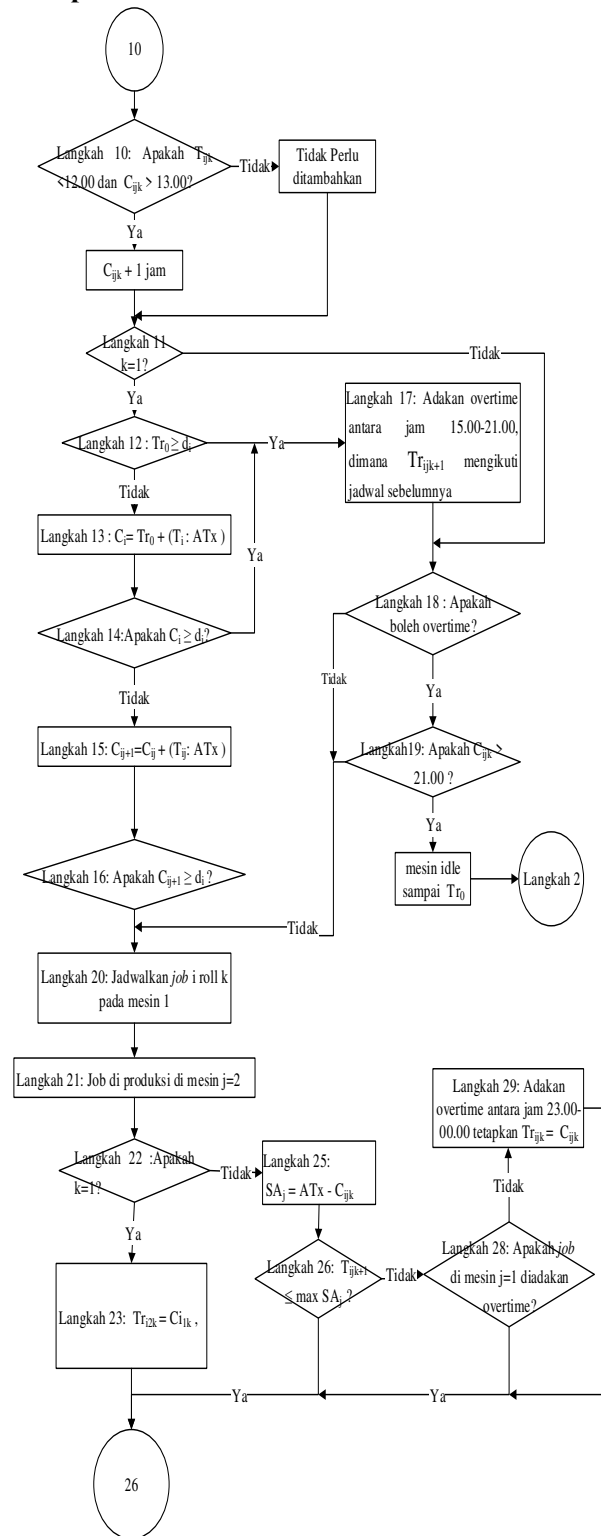 10
Langkah 10: Apakah T_ijk
<12.00 dan C_ijk > 13.00?
Tidak
Tidak Perlu
ditambahkan
Ya
C_ijk + 1 jam
Langkah 11
k=1?
Tidak
Ya
Langkah 12 : Tr_0 ≥ d_i
Ya
Langkah 17: Adakan overtime
antara jam 15.00-21.00,
dimana Tr_ijk+1 mengikuti
jadwal sebelumnya
Tidak
Langkah 13 : C_i= Tr_0 + (T_i : ATx )
Ya
Langkah 14:Apakah C_i ≥ d_i?
Langkah 18 : Apakah
boleh overtime?
Tidak
Tidak
Ya
Langkah 15: C_ij+1=C_ij + (T_ij: ATx )
Langkah19: Apakah C_ijk >
21.00 ?
Ya
Langkah 16: Apakah C_ij+1 ≥ d_i ?
mesin idle
sampai Tr_0
Langkah 2
Tidak
Langkah 20: Jadwalkan job i roll k
pada mesin 1
Langkah 21: Job di produksi di mesin j=2
Langkah 22 :Apakah
k=1?
Tidak
Langkah 25:
SA_j = ATx - C_ijk
Langkah 29: Adakan
overtime antara jam 23.00-
00.00 tetapkan Tr_ijk = C_ijk
Tidak
Ya
Langkah 26: T_ijk+1
≤ max SA_j ?
Tidak
Langkah 28: Apakah job
di mesin j=1 diadakan
overtime?
Langkah 23: Tr_i2k = Ci_1k ,
Ya
Ya
26